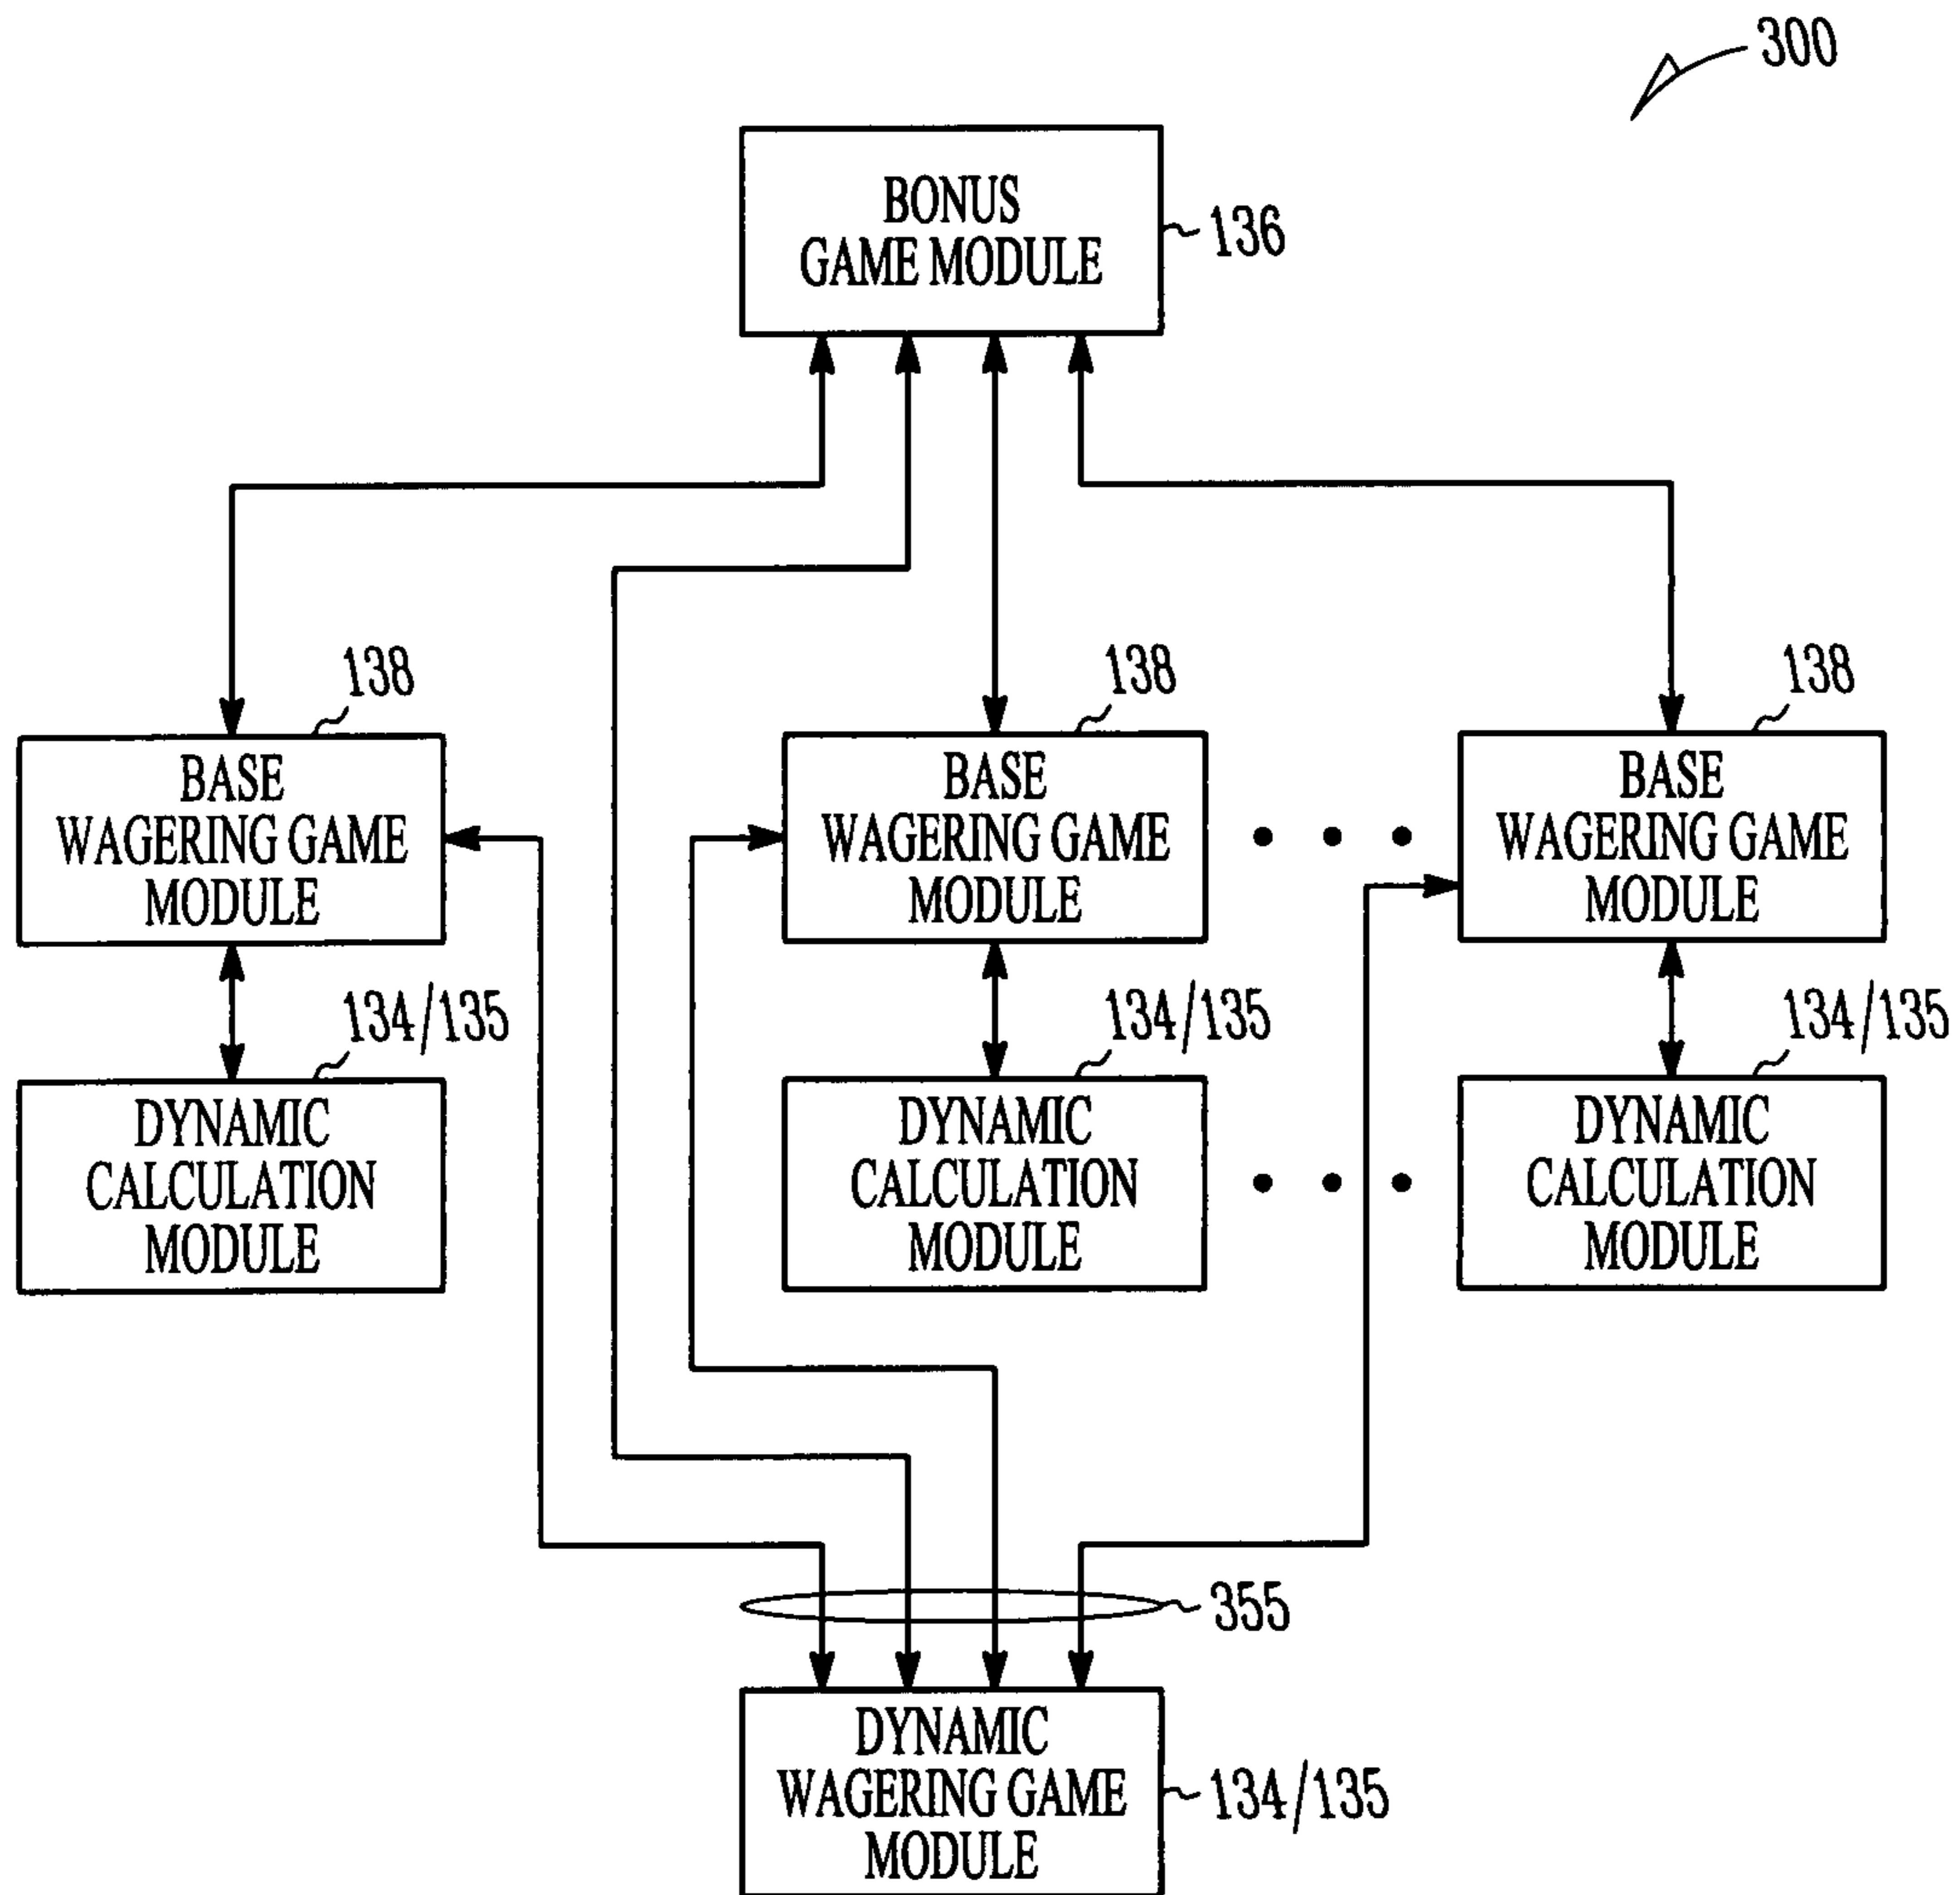 300
BONUS
GAME MODULE
136
138
138
138
BASE
WAGERING GAME
MODULE
BASE
WAGERING GAME
MODULE
• • •
BASE
WAGERING GAME
MODULE
134/135
134/135
134/135
DYNAMIC
CALCULATION
MODULE
DYNAMIC
CALCULATION
MODULE
• • •
DYNAMIC
CALCULATION
MODULE
355
DYNAMIC
WAGERING GAME
MODULE
134/135